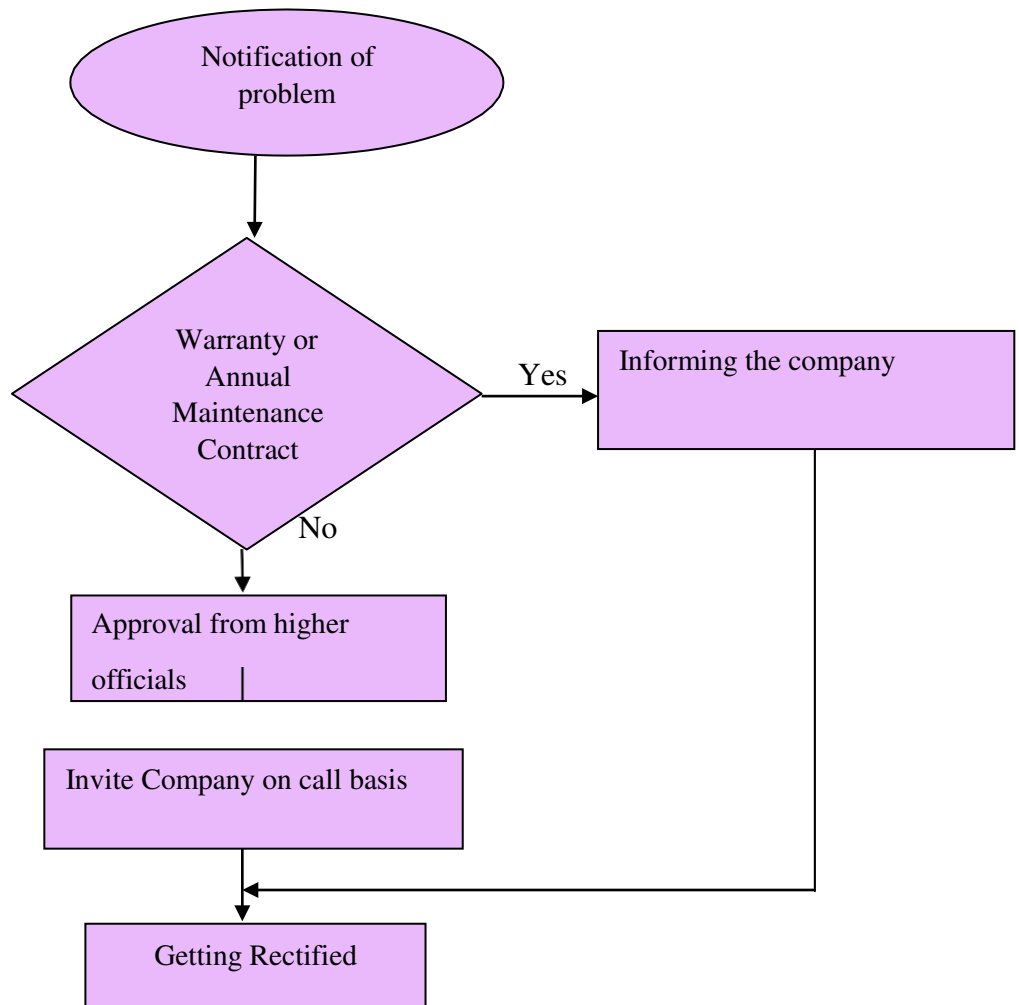 Notification of
problem
Warranty or
Annual
Maintenance
Contract
Yes
Informing the company
No
Approval from higher
officials
Invite Company on call basis
Getting Rectified